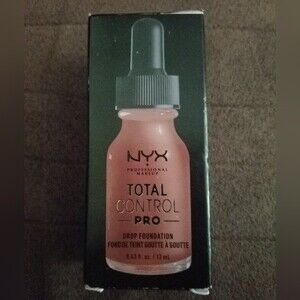 NYX
PROFESSIONAL
MAKEUP
TOTAL
CONTROL
PRO
DROP FOUNDATION
FOND DE TEINT GOUTTE À GOUTTE
0.43 fl. oz. / 13 mL